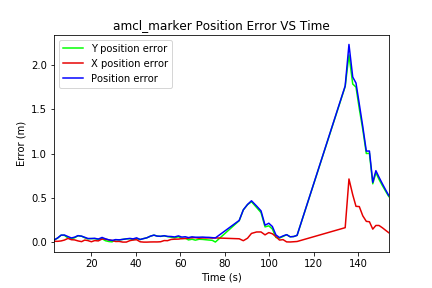 amcl_marker Position Error VS Time
Y position error
X position error
Position error
Error (m)
2.0
1.5
1.0
0.5
0.0
20 40 60 80 100 120 140
Time (s)